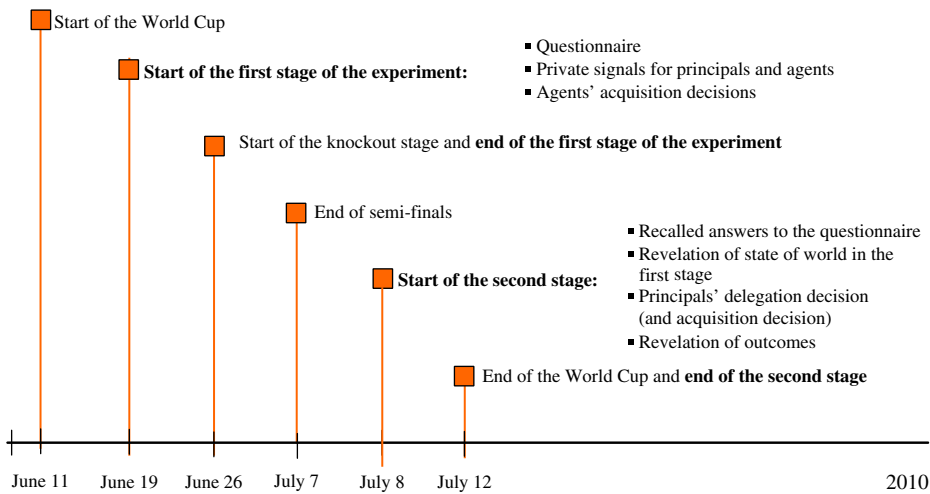 Start of the World Cup
Start of the first stage of the experiment:
▪ Questionnaire
▪ Private signals for principals and agents
▪ Agents' acquisition decisions
Start of the knockout stage and end of the first stage of the experiment
End of semi-finals
Start of the second stage:
▪ Recalled answers to the questionnaire
▪ Revelation of state of world in the
first stage
▪ Principals' delegation decision
(and acquisition decision)
▪ Revelation of outcomes
End of the World Cup and end of the second stage
June 11 June 19 June 26 July 7 July 8 July 12 2010